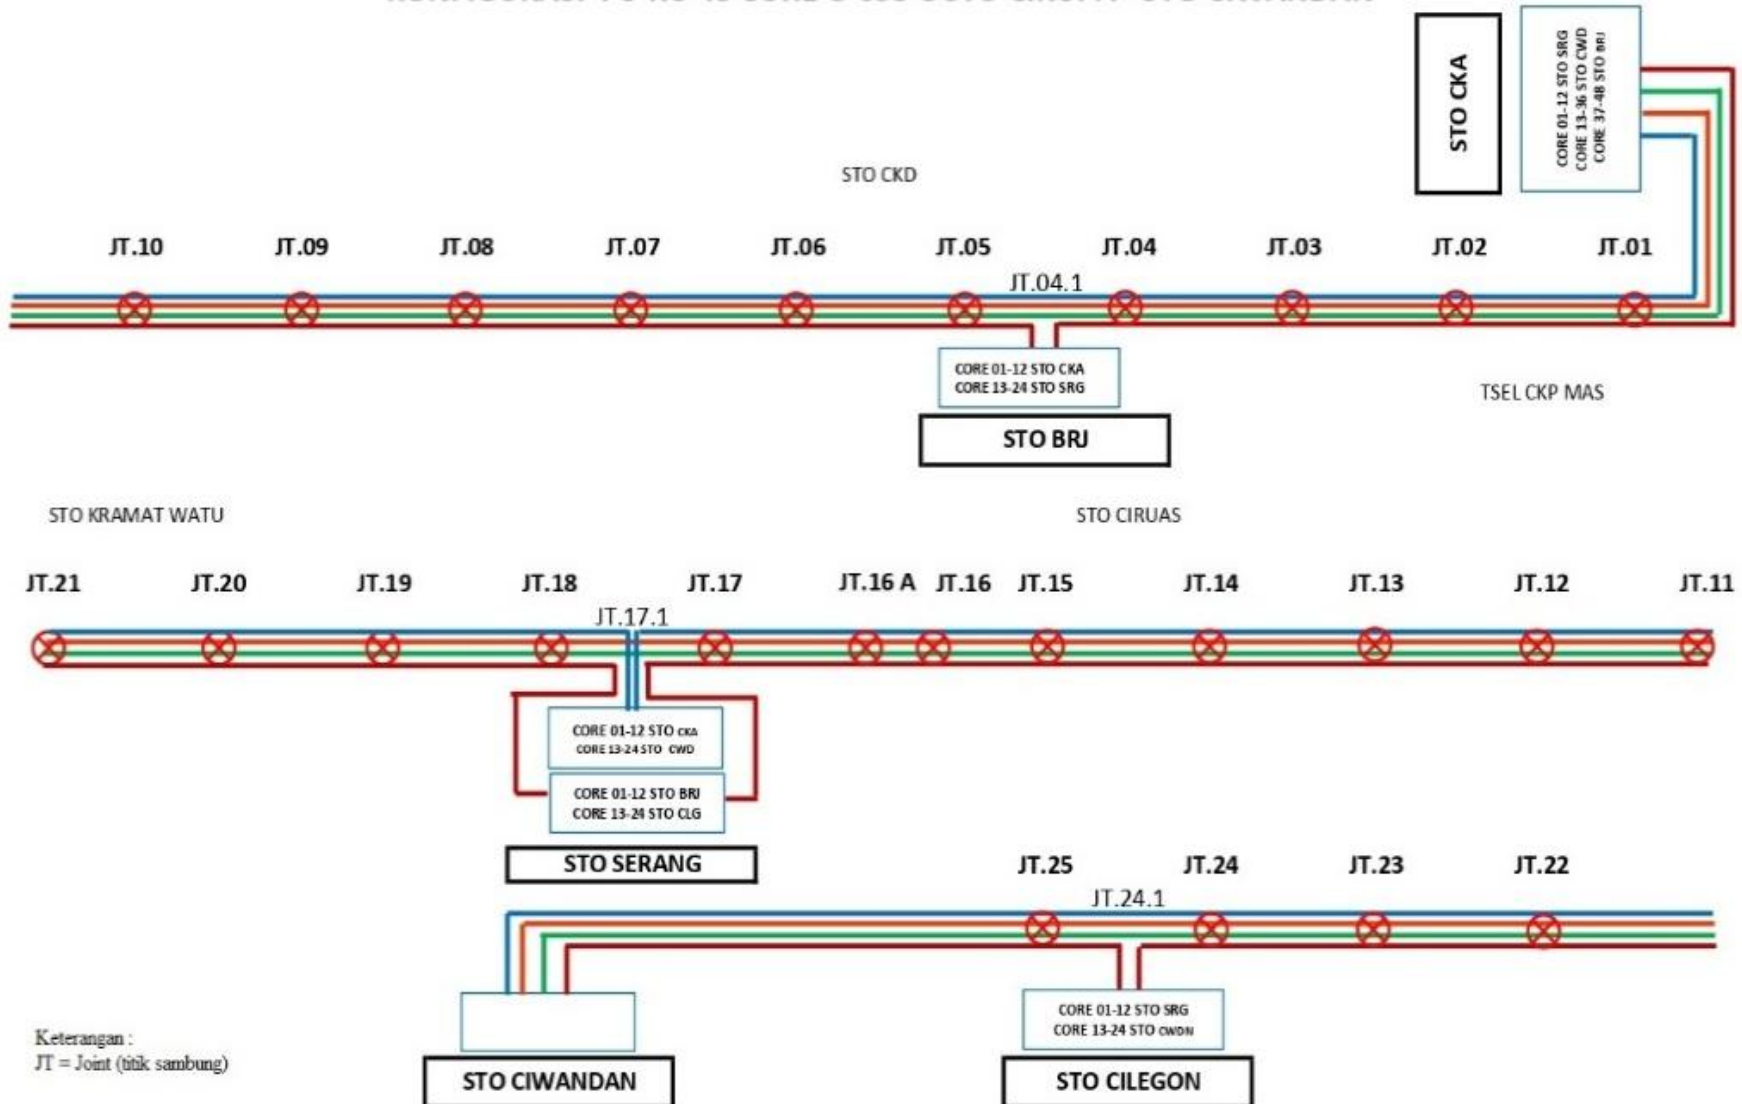 STO CKA
CORE 01-12 STO SRG
CORE 13-36 STO CWD
CORE 37-48 STO BRJ
STO CKD
JT.10 JT.09 JT.08 JT.07 JT.06 JT.05 JT.04 JT.03 JT.02 JT.01
JT.04.1
CORE 01-12 STO CKA
CORE 13-24 STO SRG
STO BRJ
TSEL CKP MAS
STO KRAMAT WATU
STO CIRUAS
JT.21 JT.20 JT.19 JT.18 JT.17 JT.16 A JT.16 JT.15 JT.14 JT.13 JT.12 JT.11
JT.17.1
CORE 01-12 STO CKA
CORE 13-24 STO CWD
CORE 01-12 STO BRJ
CORE 13-24 STO CLG
STO SERANG
JT.25 JT.24 JT.23 JT.22
JT.24.1
CORE 01-12 STO SRG
CORE 13-24 STO CWDN
STO CIWANDAN
STO CILEGON
Keterangan :
JT = Joint (titik sambung)